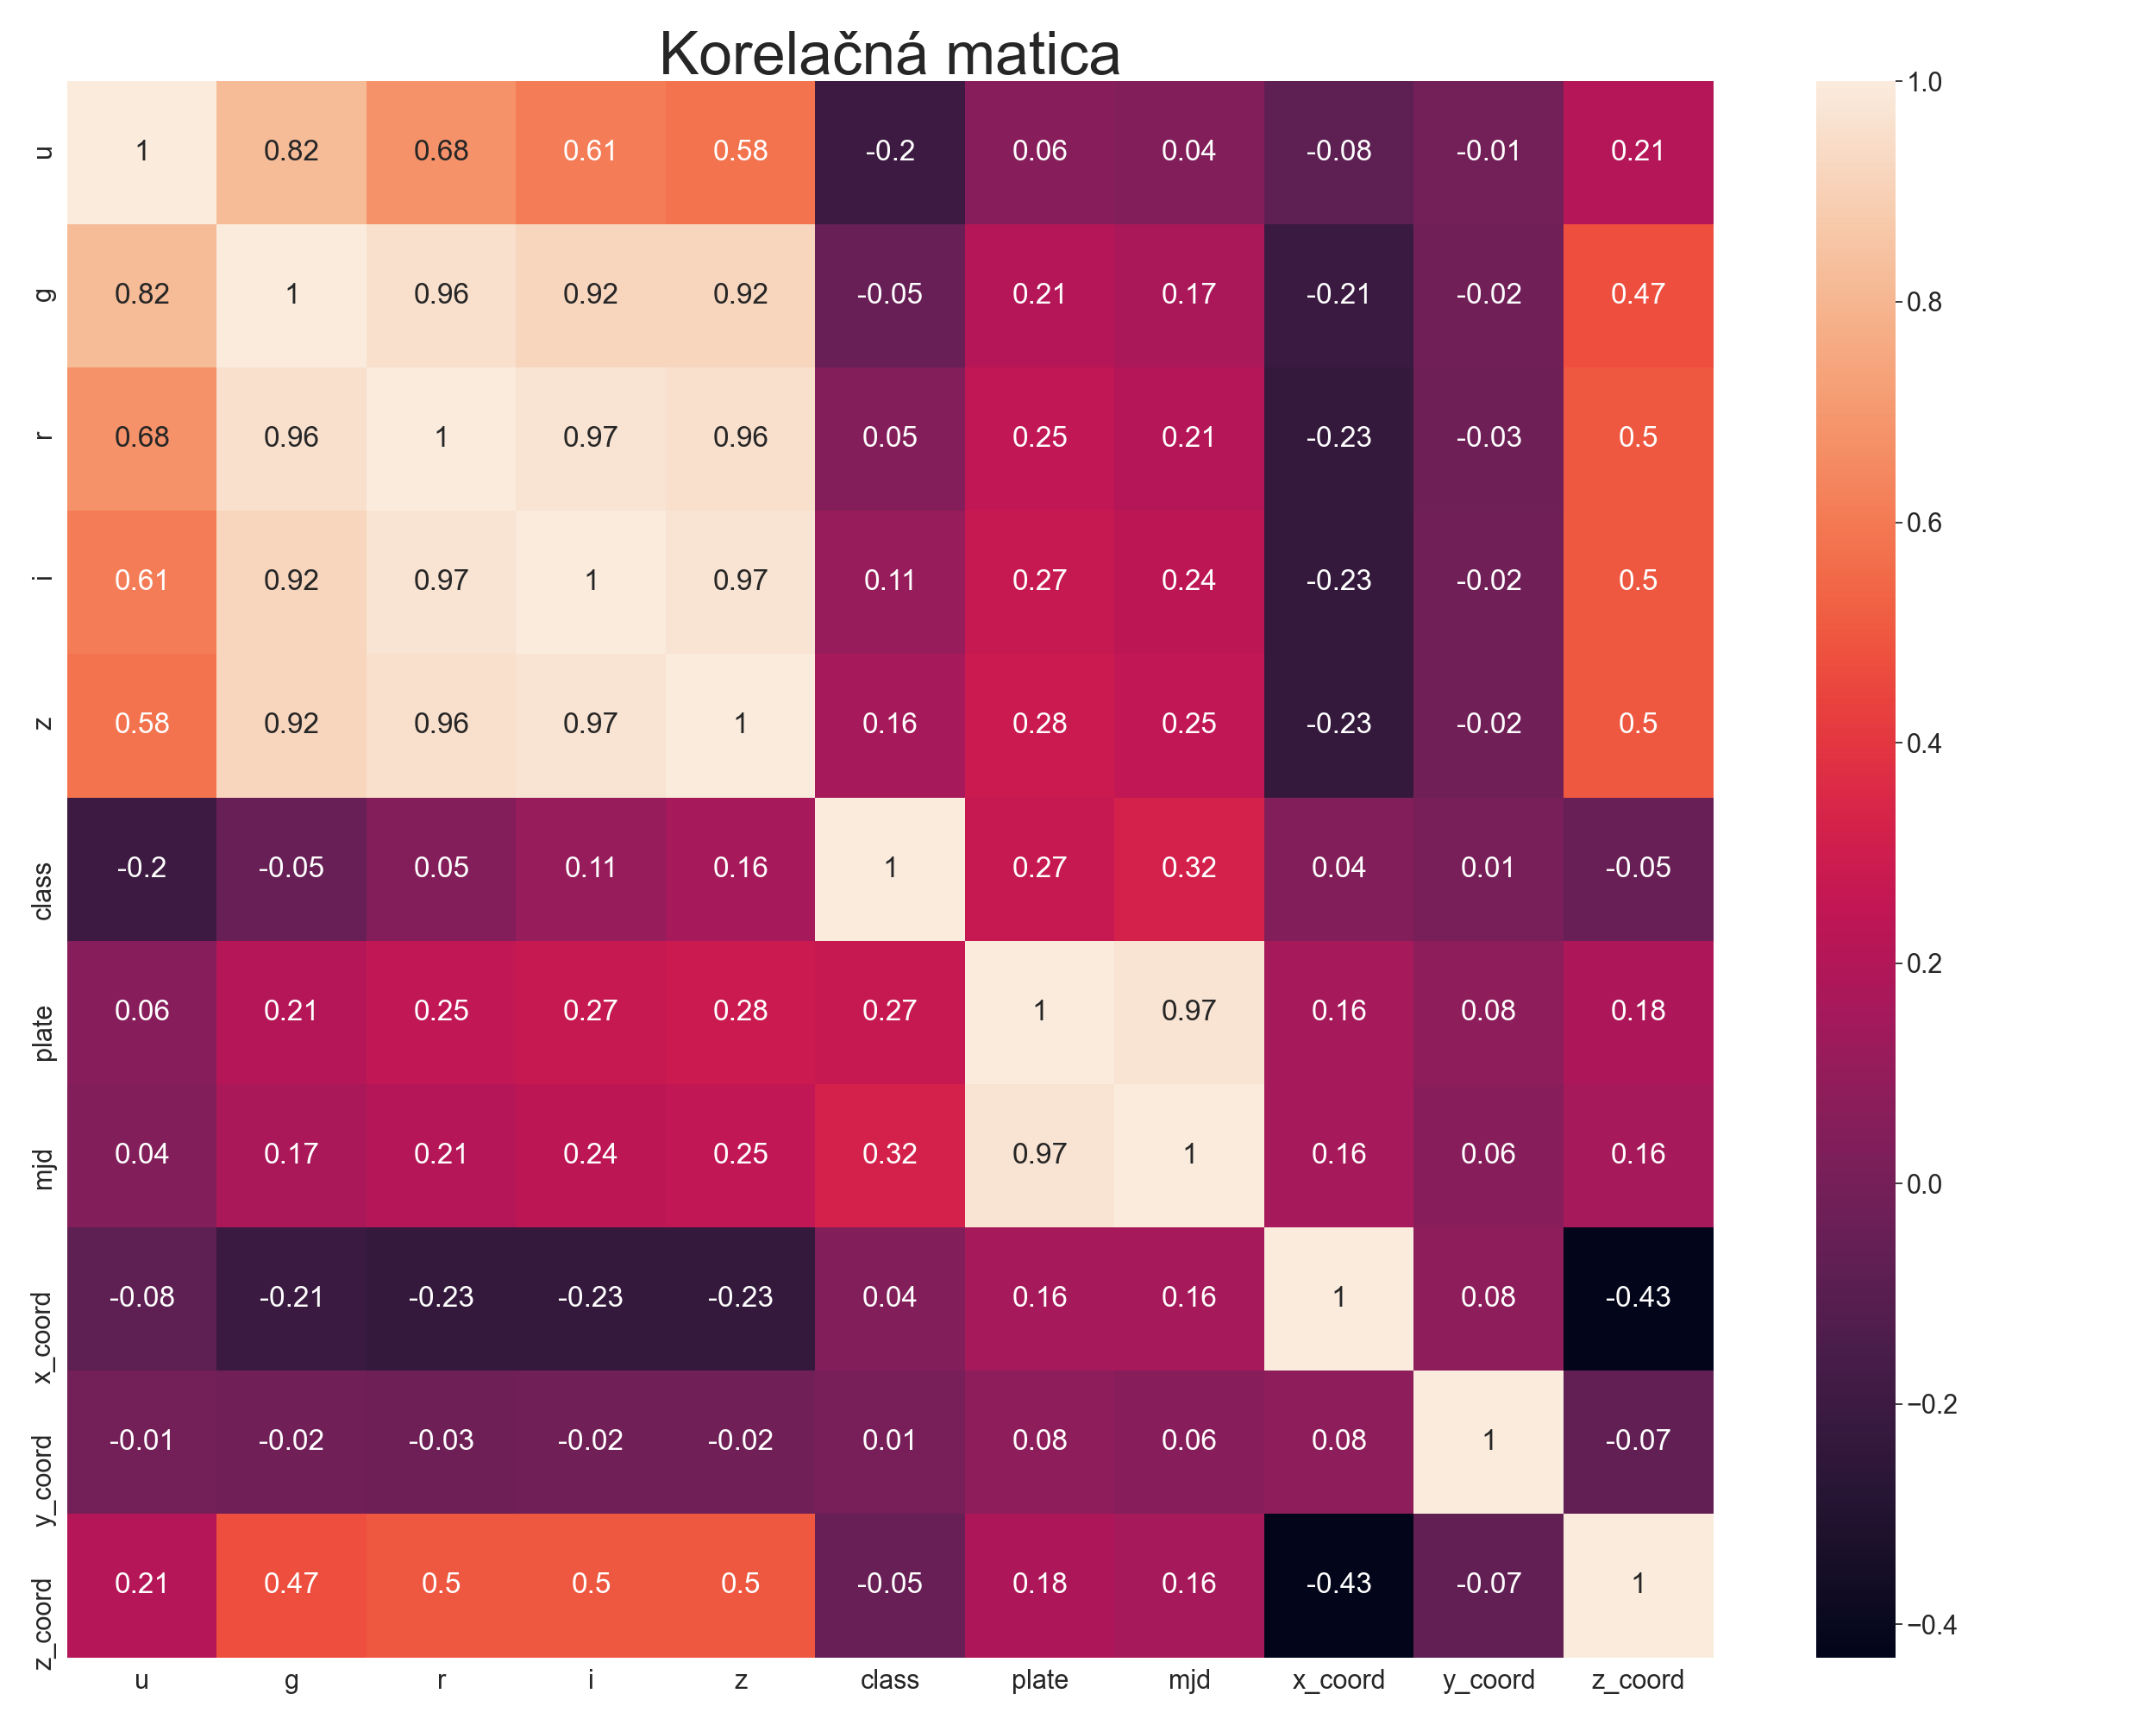 Korelačná matica
u 1 0.82 0.68 0.61 0.58 -0.2 0.06 0.04 -0.08 -0.01 0.21
g 0.82 1 0.96 0.92 0.92 -0.05 0.21 0.17 -0.21 -0.02 0.47
r 0.68 0.96 1 0.97 0.96 0.05 0.25 0.21 -0.23 -0.03 0.5
i 0.61 0.92 0.97 1 0.97 0.11 0.27 0.24 -0.23 -0.02 0.5
z 0.58 0.92 0.96 0.97 1 0.16 0.28 0.25 -0.23 -0.02 0.5
class -0.2 -0.05 0.05 0.11 0.16 1 0.27 0.32 0.04 0.01 -0.05
plate 0.06 0.21 0.25 0.27 0.28 0.27 1 0.97 0.16 0.08 0.18
mjd 0.04 0.17 0.21 0.24 0.25 0.32 0.97 1 0.16 0.06 0.16
x_coord -0.08 -0.21 -0.23 -0.23 -0.23 0.04 0.16 0.16 1 0.08 -0.43
y_coord -0.01 -0.02 -0.03 -0.02 -0.02 0.01 0.08 0.06 0.08 1 -0.07
z_coord 0.21 0.47 0.5 0.5 0.5 -0.05 0.18 0.16 -0.43 -0.07 1
u g r i z class plate mjd x_coord y_coord z_coord
1.0
0.8
0.6
0.4
0.2
0.0
−0.2
−0.4